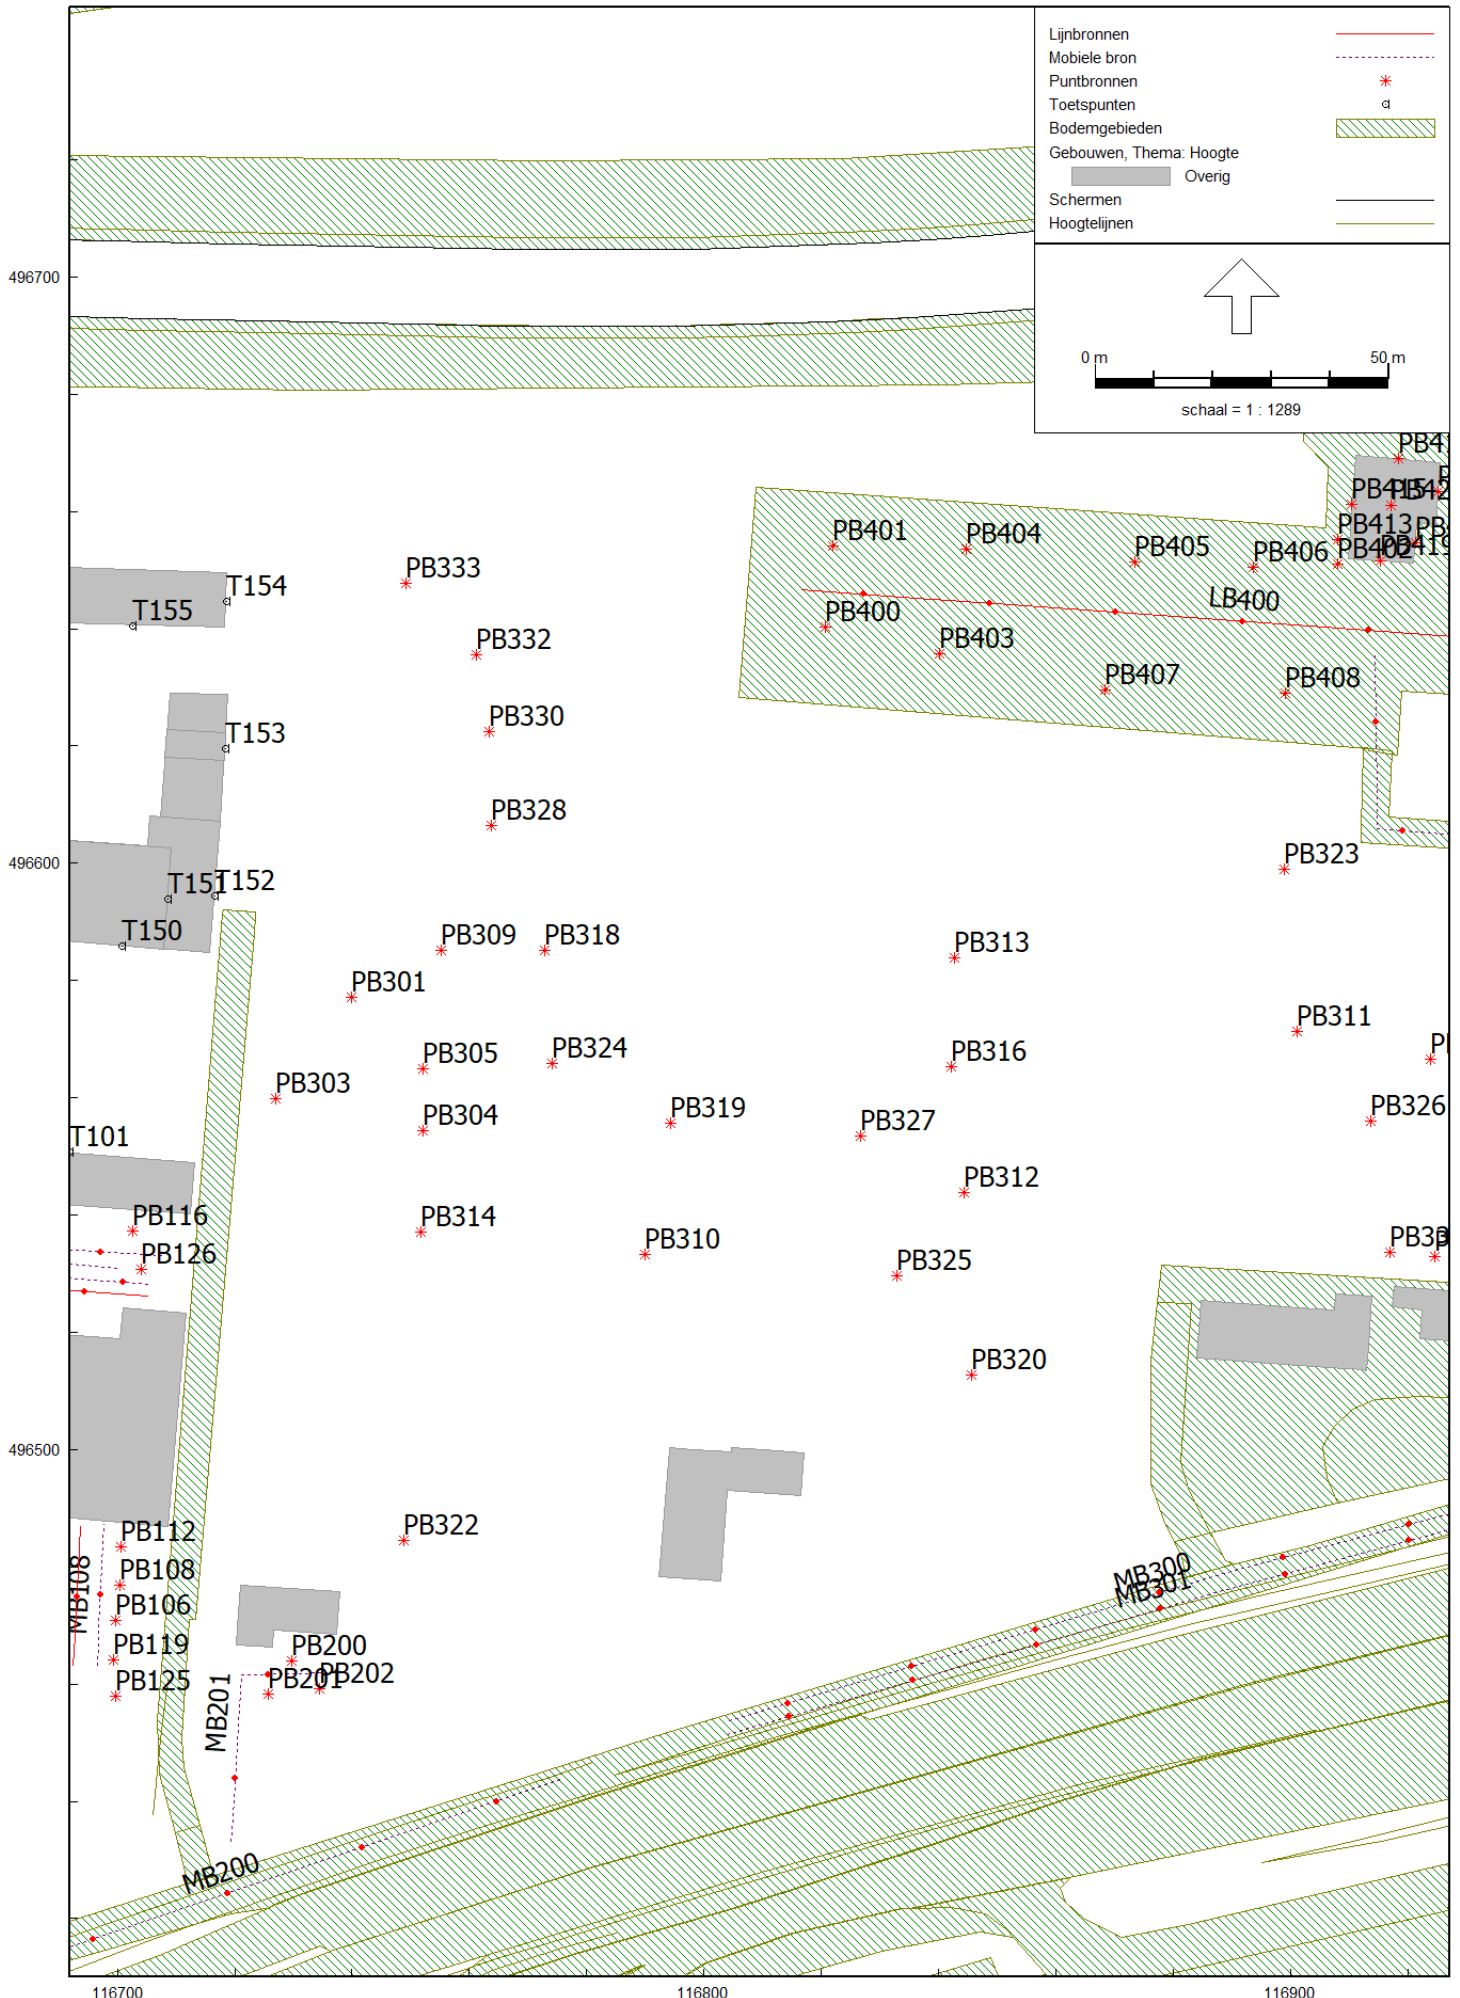 Lijnbronnen
Mobiele bron
Puntbronnen
Toetspunten
Bodemgebieden
Gebouwen, Thema: Hoogte
Overig
Schermen
Hoogtelijnen
496700
0 m 50 m
schaal = 1 : 1289
PB415
PB413
PB401 PB404
PB405 PB406 PB402 PB419
PB333
T154
LB400
T155
PB400
PB332 PB403
PB407 PB408
PB330
T153
PB328
496600
PB323
T151 T152
T150 PB309 PB318 PB313
PB301
PB311
PB305 PB324 PB316
PB303
PB304 PB319 PB327 PB326
T101
PB312
PB116 PB314
PB310
PB126 PB325
PB320
496500
PB322
PB112
PB108
MB108
MB300
MB301
PB106
PB119 PB200
PB125 PB201 PB202
MB201
MB200
116700 116800 116900